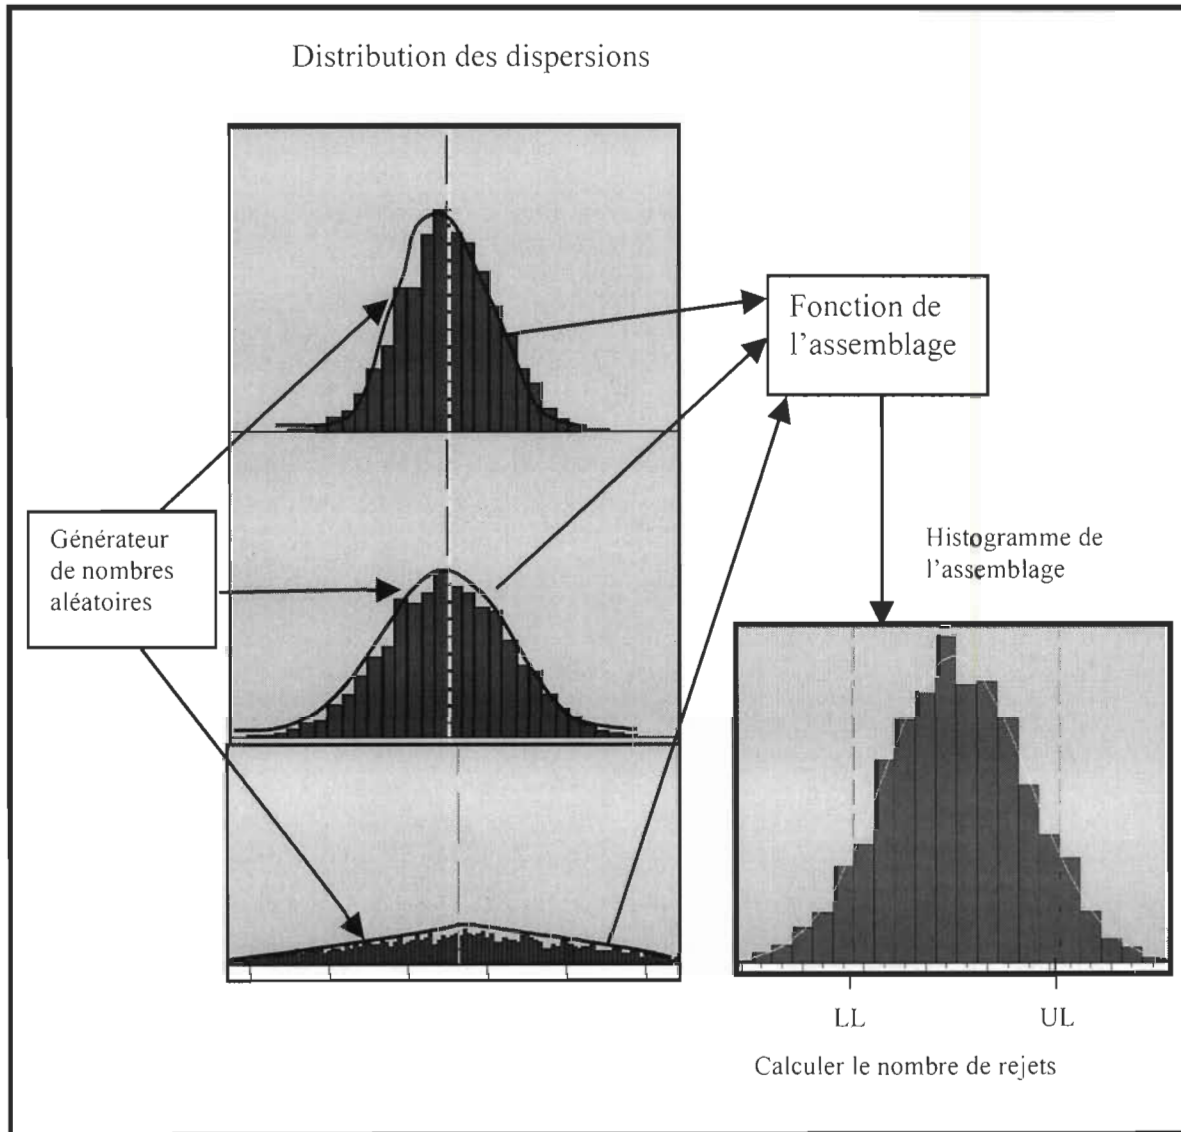 Distribution des dispersions
Fonction de
l'assemblage
Générateur
de nombres
aléatoires
Histogramme de
l'assemblage
LL
UL
Calculer le nombre de rejets